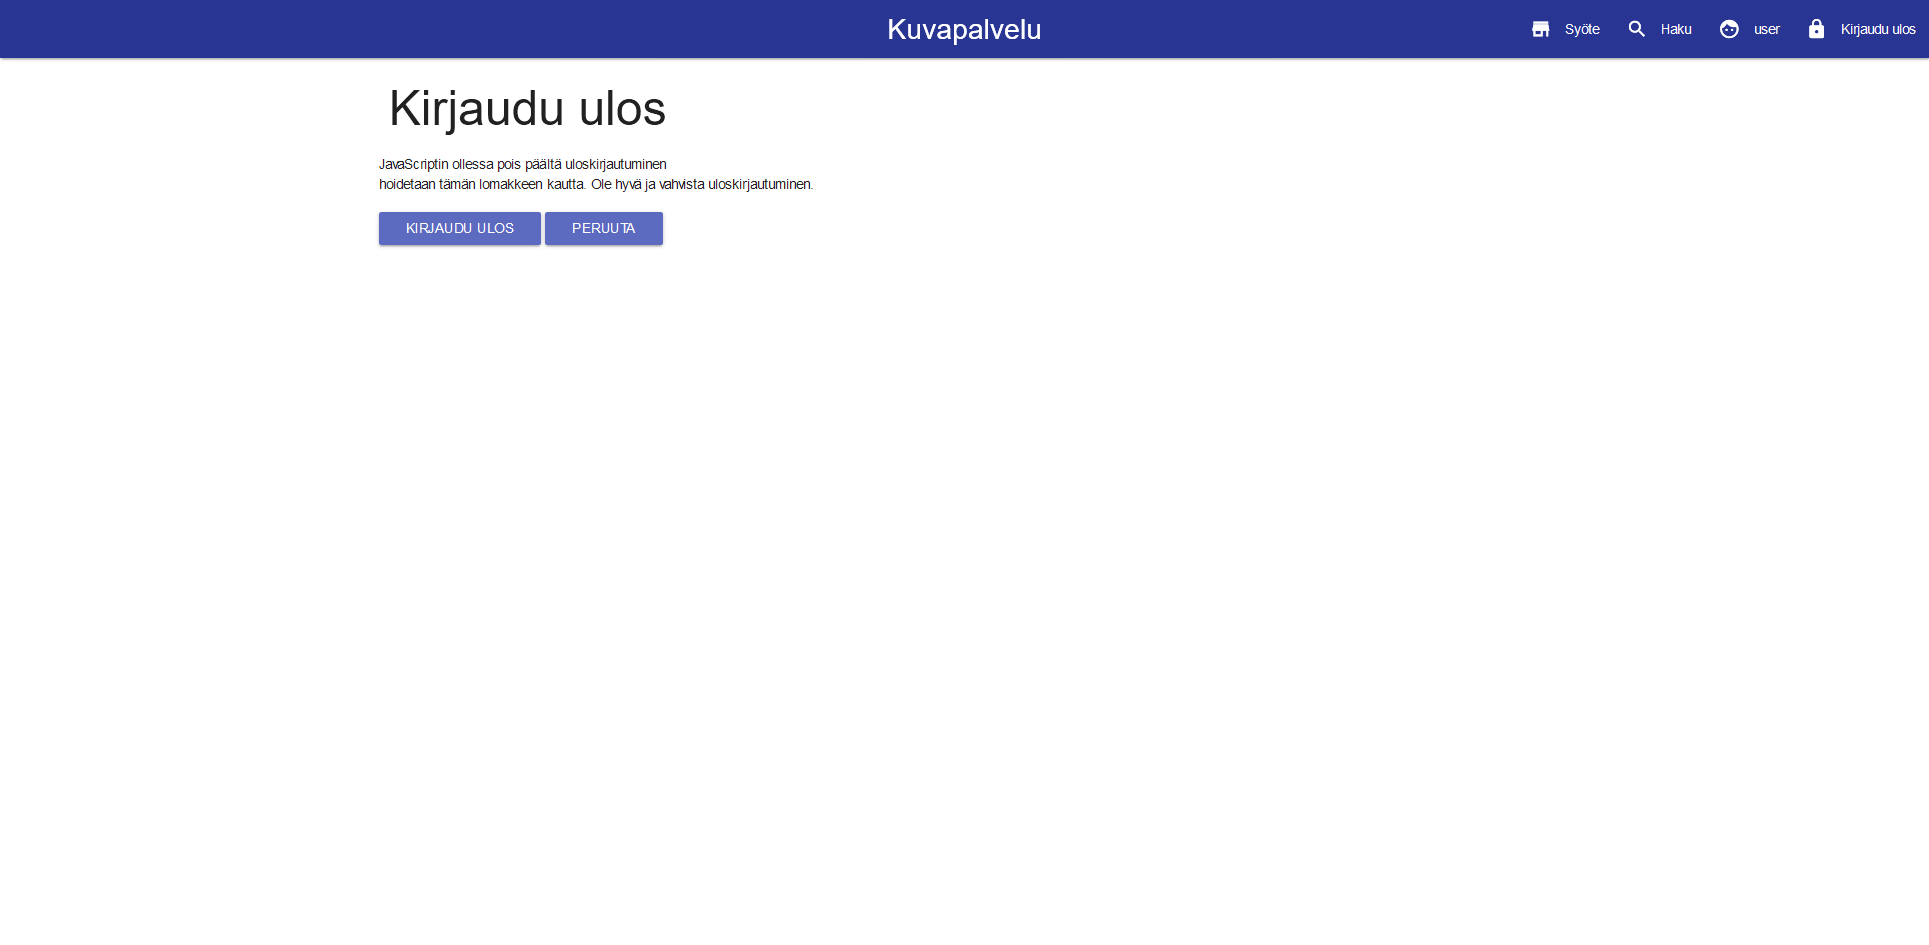 Kuvapalvelu
Syöte
Haku
user
Kirjaudu ulos
Kirjaudu ulos
JavaScriptin ollessa pois päältä uloskirjautuminen
hoidetaan tämän lomakkeen kautta. Ole hyvä ja vahvista uloskirjautuminen.
KIRJAUDU ULOS
PERUUTA